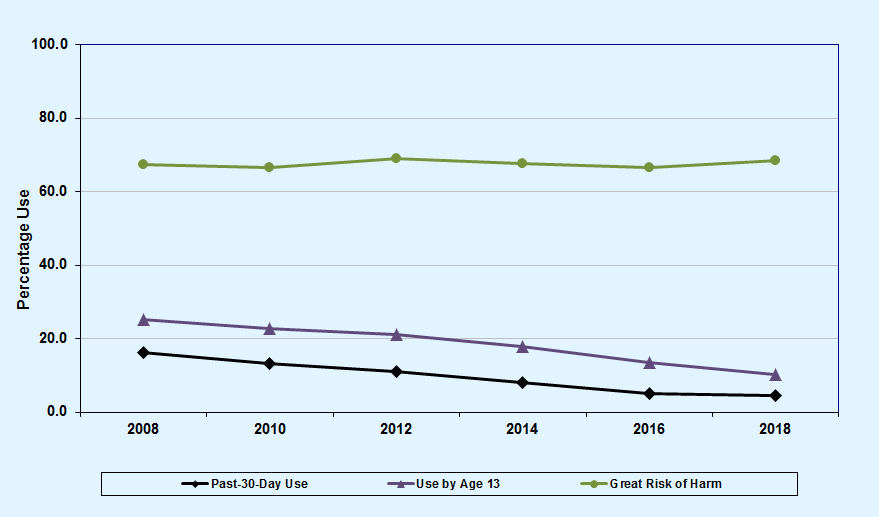 100.0
80.0
60.0
40.0
20.0
0.0
Percentage Use
2008 2010 2012 2014 2016 2018
Past-30-Day Use Use by Age 13 Great Risk of Harm